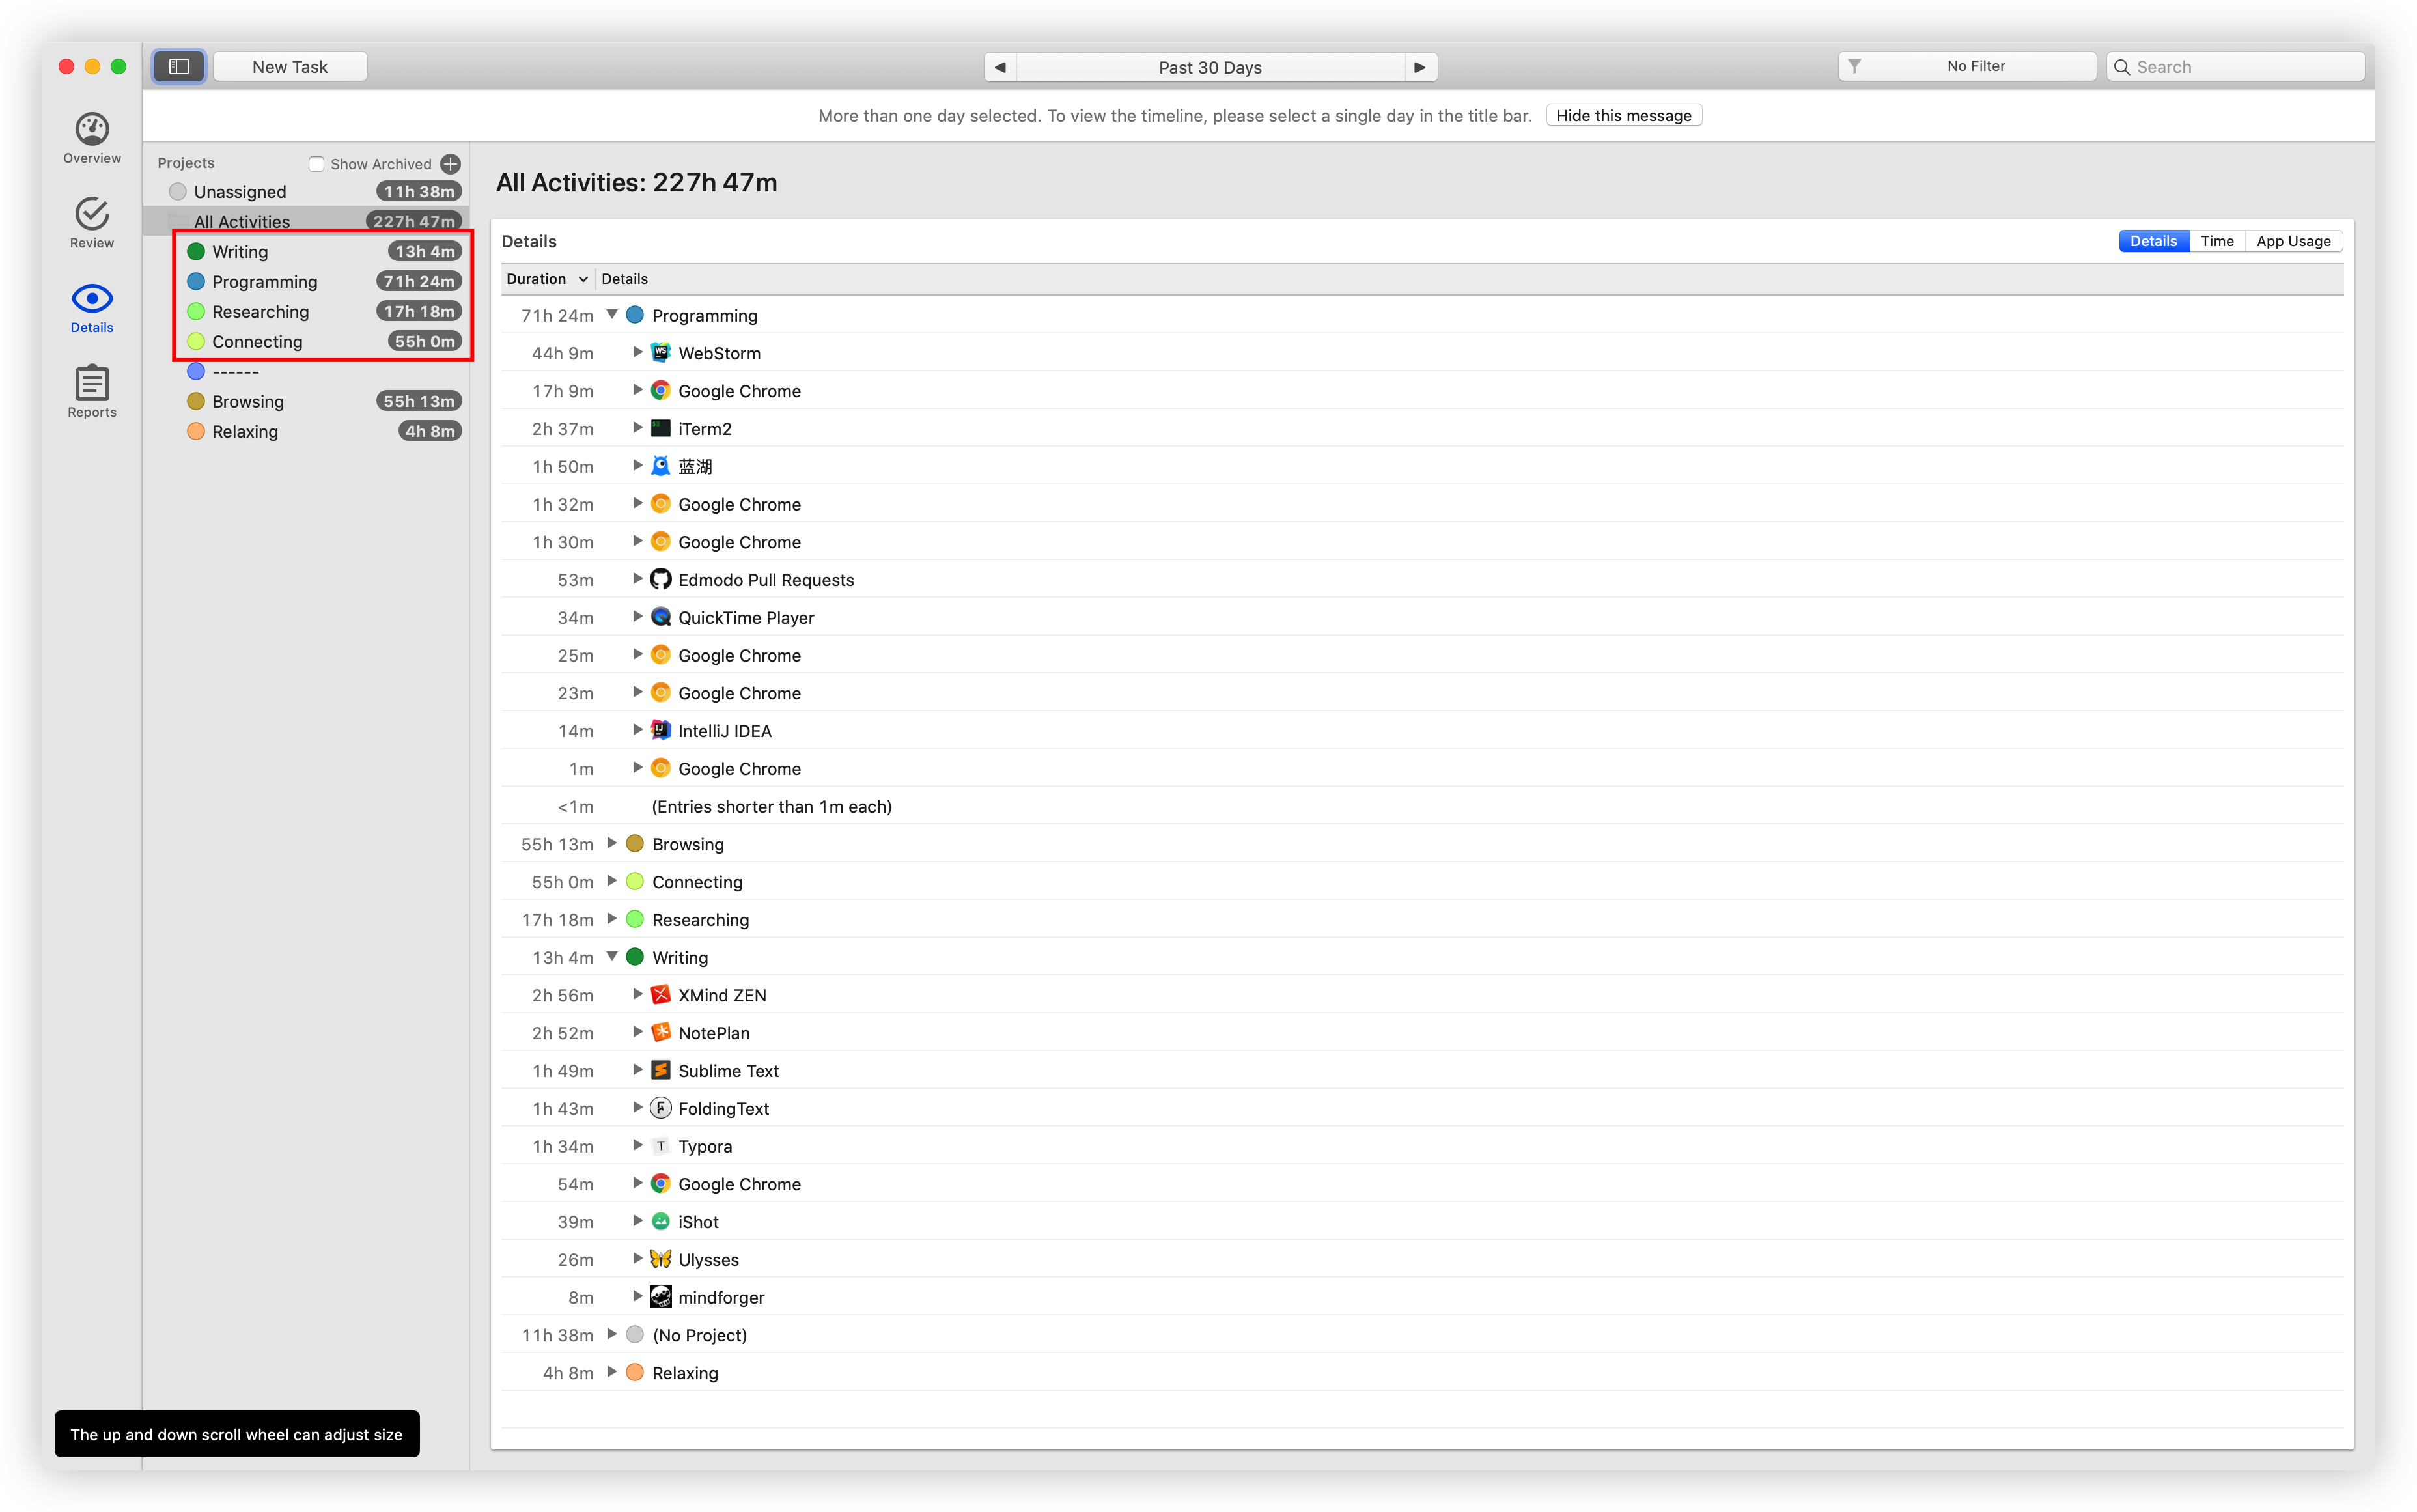 New Task
Past 30 Days
No Filter
Search
More than one day selected. To view the timeline, please select a single day in the title bar.
Hide this message
Overview
Review
Details
Reports
Projects
Show Archived
Unassigned 11h 38m
All Activities 227h 47m
Writing 13h 4m
Programming 71h 24m
Researching 17h 18m
Connecting 55h 0m
------
Browsing 55h 13m
Relaxing 4h 8m
All Activities: 227h 47m
Details
Details Time App Usage
Duration Details
71h 24m Programming
44h 9m WebStorm
17h 9m Google Chrome
2h 37m iTerm2
1h 50m 蓝湖
1h 32m Google Chrome
1h 30m Google Chrome
53m Edmodo Pull Requests
34m QuickTime Player
25m Google Chrome
23m Google Chrome
14m IntelliJ IDEA
1m Google Chrome
<1m (Entries shorter than 1m each)
55h 13m Browsing
55h 0m Connecting
17h 18m Researching
13h 4m Writing
2h 56m XMind ZEN
2h 52m NotePlan
1h 49m Sublime Text
1h 43m FoldingText
1h 34m Typora
54m Google Chrome
39m iShot
26m Ulysses
8m mindforger
11h 38m (No Project)
4h 8m Relaxing
The up and down scroll wheel can adjust size